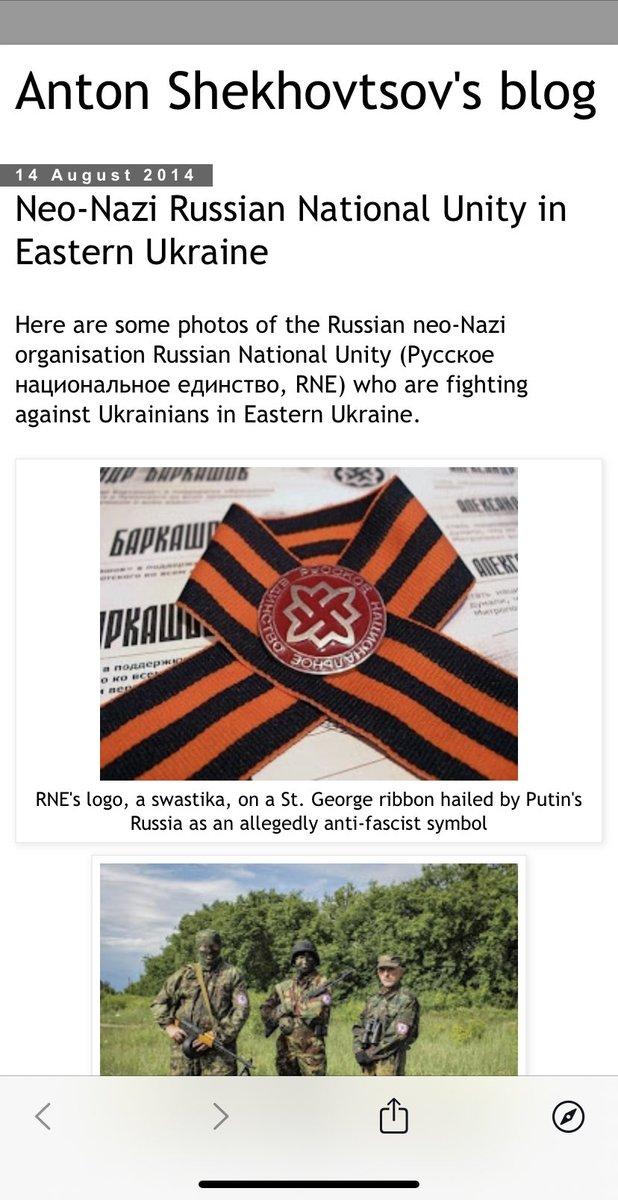 Anton Shekhovtsov's blog
14 August 2014
Neo-Nazi Russian National Unity in
Eastern Ukraine
Here are some photos of the Russian neo-Nazi
organisation Russian National Unity (Русское
национальное единство, RNE) who are fighting
against Ukrainians in Eastern Ukraine.
БАРКАШОВ
БАРКАШ
РКАШОВ
в поддержку
РУССКОЕ НАЦИОНАЛЬНОЕ ЕДИНСТВО
RNE's logo, a swastika, on a St. George ribbon hailed by Putin's
Russia as an allegedly anti-fascist symbol